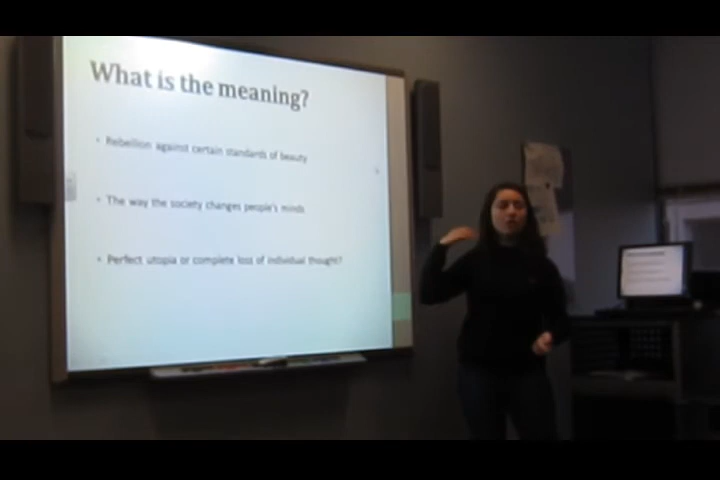 What is the meaning?
• Rebellion against certain standards of beauty
• The way the society changes people's minds
• Perfect utopia or complete loss of individual thought?